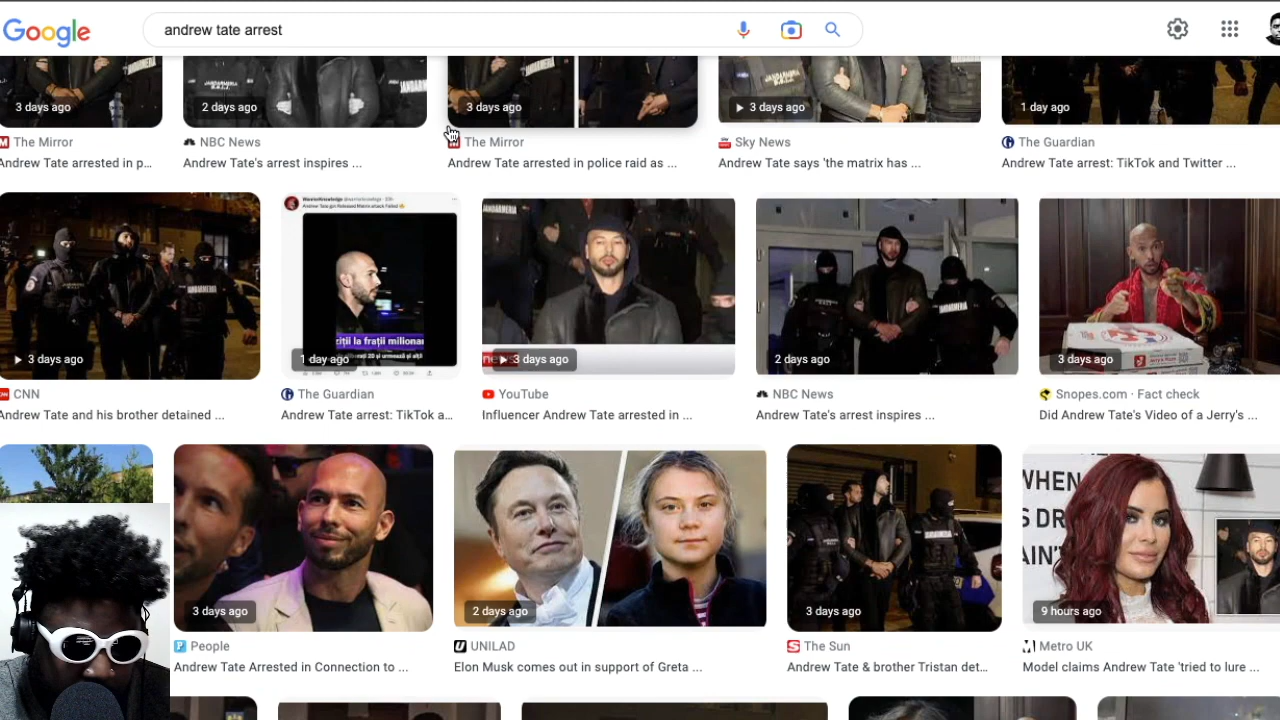 Google
andrew tate arrest
3 days ago
2 days ago
3 days ago
3 days ago
1 day ago
The Mirror
NBC News
The Mirror
Sky News
The Guardian
Andrew Tate arrested in p...
Andrew Tate's arrest inspires ...
Andrew Tate arrested in police raid as ...
Andrew Tate says 'the matrix has ...
Andrew Tate arrest: TikTok and Twitter ...
JANDARMERIA
3 days ago
1 day ago
3 days ago
2 days ago
3 days ago
CNN
The Guardian
YouTube
NBC News
Snopes.com · Fact check
Andrew Tate and his brother detained ...
Andrew Tate arrest: TikTok a...
Influencer Andrew Tate arrested in ...
Andrew Tate's arrest inspires ...
Did Andrew Tate's Video of a Jerry's ...
WHEN
3 days ago
2 days ago
3 days ago
9 hours ago
People
UNILAD
The Sun
Metro UK
Andrew Tate Arrested in Connection to ...
Elon Musk comes out in support of Greta ...
Andrew Tate & brother Tristan det...
Model claims Andrew Tate 'tried to lure ...